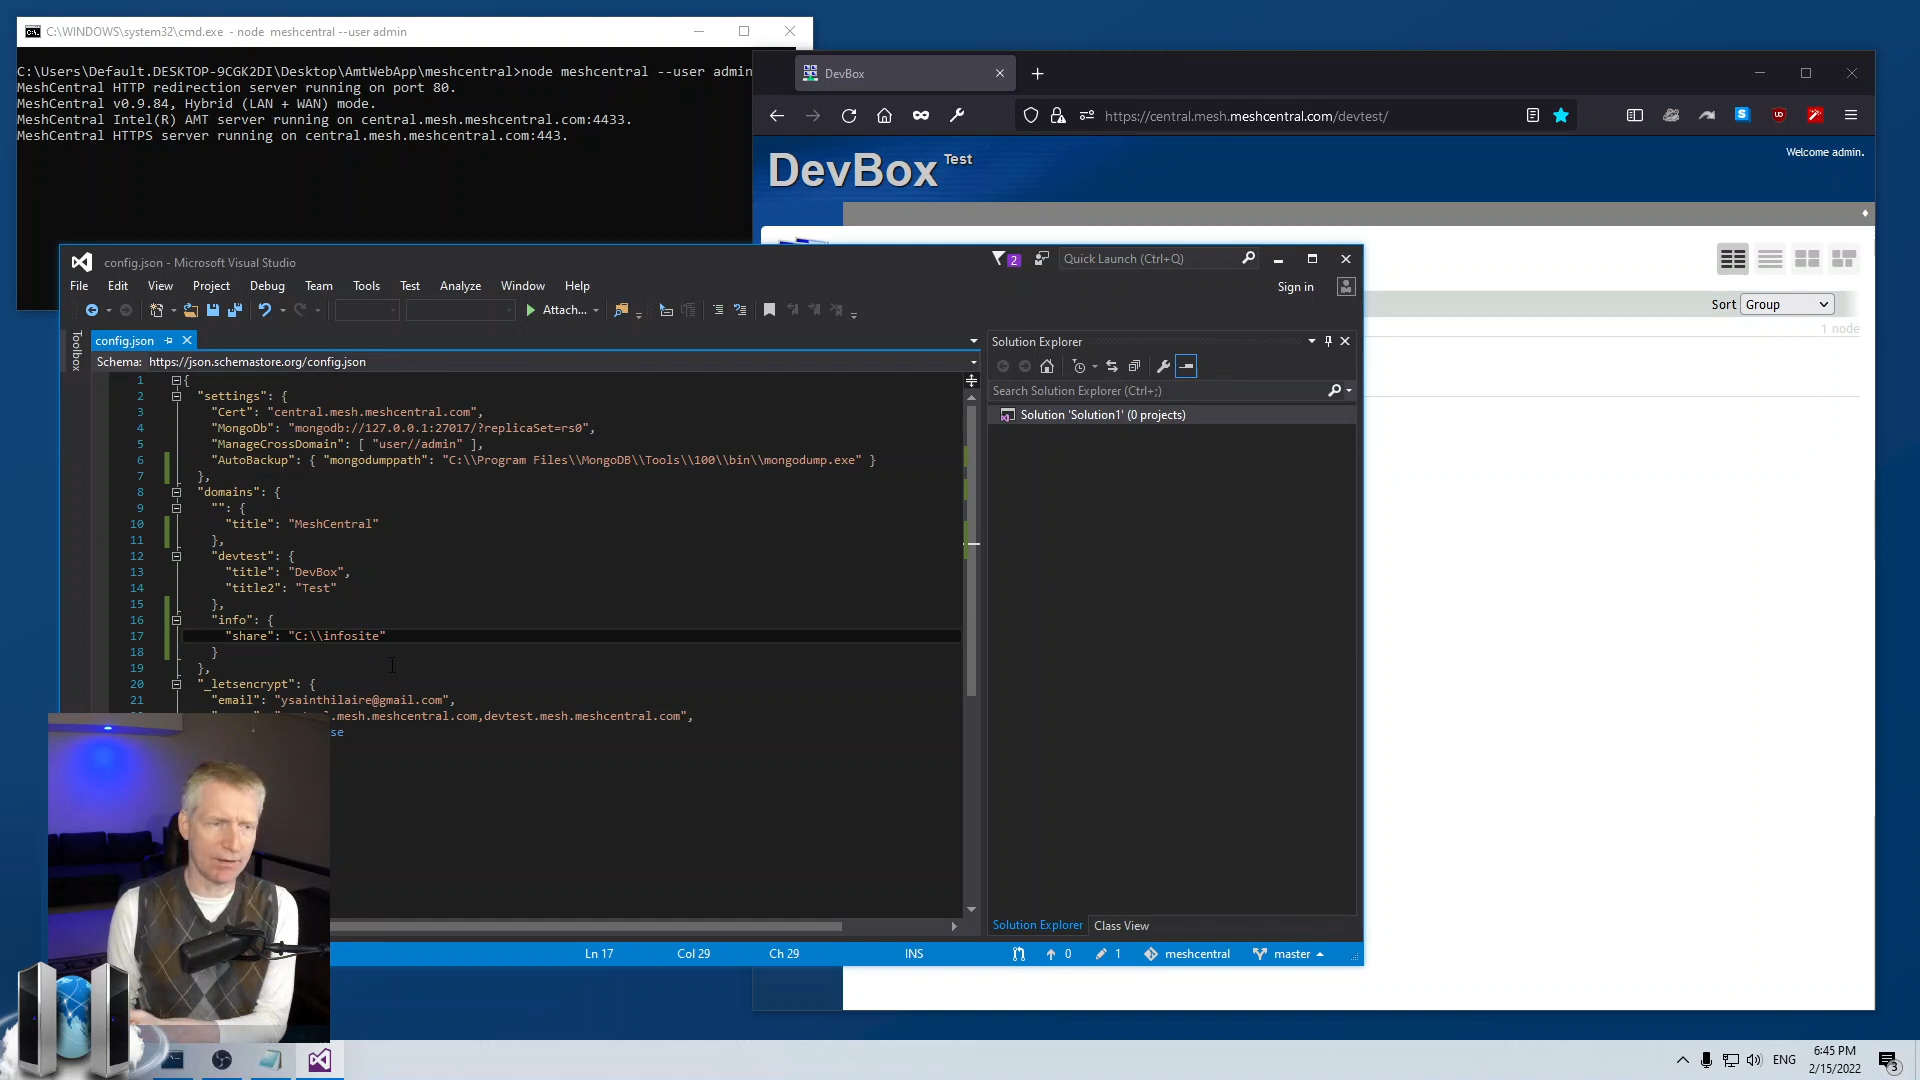 C:\WINDOWS\system32\cmd.exe - node meshcentral --user admin
C:\Users\Default.DESKTOP-9CGK2DI\Desktop\AmtWebApp\meshcentral>node meshcentral --user admin
MeshCentral HTTP redirection server running on port 80.
MeshCentral v0.9.84, Hybrid (LAN + WAN) mode.
MeshCentral Intel(R) AMT server running on central.mesh.meshcentral.com:4433.
MeshCentral HTTPS server running on central.mesh.meshcentral.com:443.
DevBox
https://central.mesh.meshcentral.com/devtest/
DevBox Test
Welcome admin.
Sort Group
1 node
config.json - Microsoft Visual Studio
2
Quick Launch (Ctrl+Q)
File Edit View Project Debug Team Tools Test Analyze Window Help
Sign in
Attach...
Toolbox
config.json
Schema: https://json.schemastore.org/config.json
1 {
2 "settings": {
3 "Cert": "central.mesh.meshcentral.com",
4 "MongoDb": "mongodb://127.0.0.1:27017/?replicaSet=rs0",
5 "ManageCrossDomain": [ "user//admin" ],
6 "AutoBackup": { "mongodumppath": "C:\\Program Files\\MongoDB\\Tools\\100\\bin\\mongodump.exe" }
7 },
8 "domains": {
9 "": {
10 "title": "MeshCentral"
11 },
12 "devtest": {
13 "title": "DevBox",
14 "title2": "Test"
15 },
16 "info": {
17 "share": "C:\\infosite"
18 }
19 },
20 "_letsencrypt": {
21 "email": "ysainthilaire@gmail.com",
.mesh.meshcentral.com,devtest.mesh.meshcentral.com",
se
Solution Explorer
Search Solution Explorer (Ctrl+;)
Solution 'Solution1' (0 projects)
Solution Explorer Class View
Ln 17 Col 29 Ch 29 INS 0 1 meshcentral master
ENG
6:45 PM
2/15/2022
3